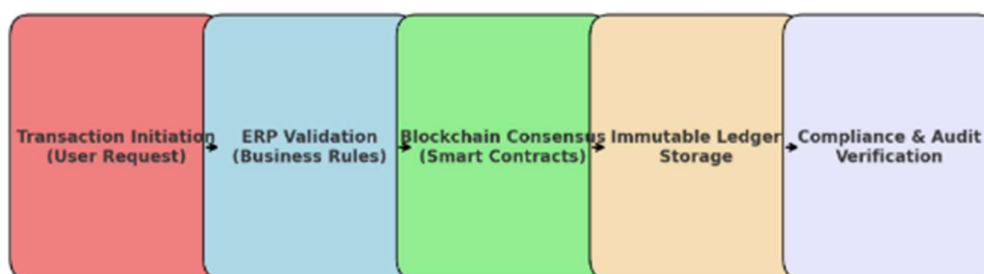 Transaction Initiation
(User Request)
ERP Validation
(Business Rules)
Blockchain Consensus
(Smart Contracts)
Immutable Ledger
Storage
Compliance & Audit
Verification